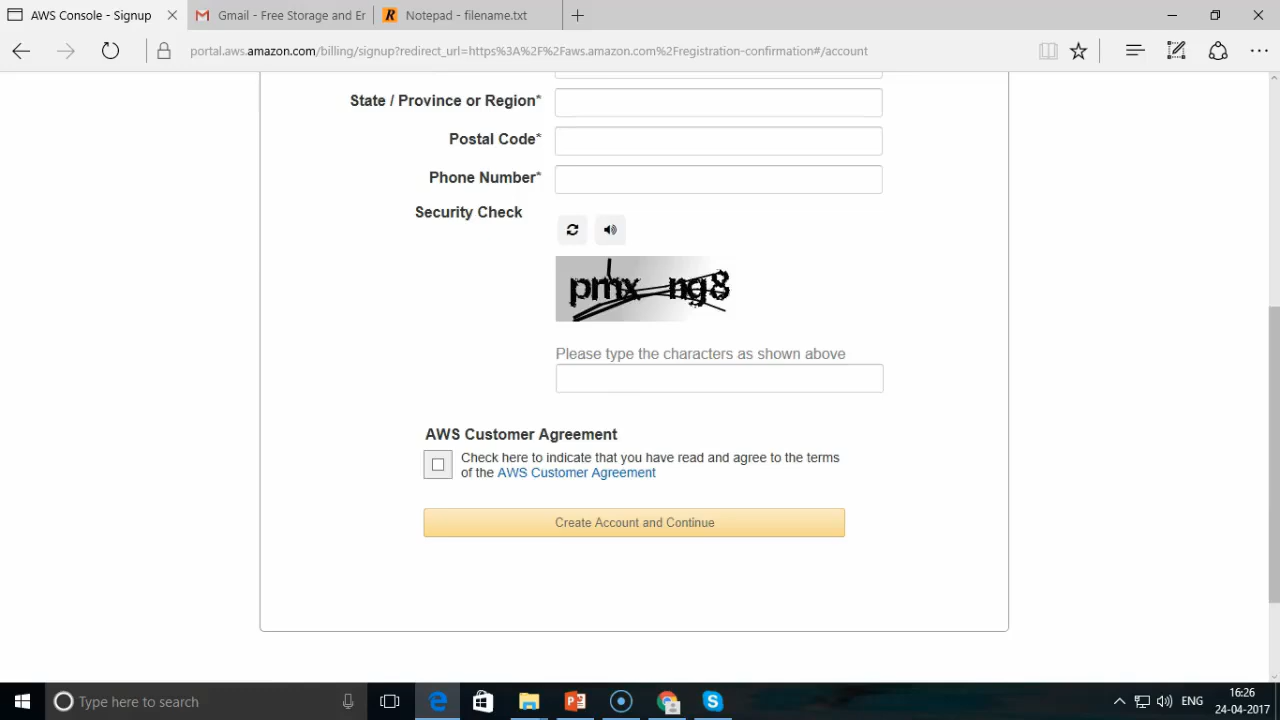 AWS Console - Signup
Gmail - Free Storage and Er
Notepad - filename.txt
portal.aws.amazon.com/billing/signup?redirect_url=https%3A%2F%2Faws.amazon.com%2Fregistration-confirmation#/account
State / Province or Region*
Postal Code*
Phone Number*
Security Check
pmx ng8
Please type the characters as shown above
AWS Customer Agreement
Check here to indicate that you have read and agree to the terms
of the AWS Customer Agreement
Create Account and Continue
Type here to search
ENG
16:26
24-04-2017